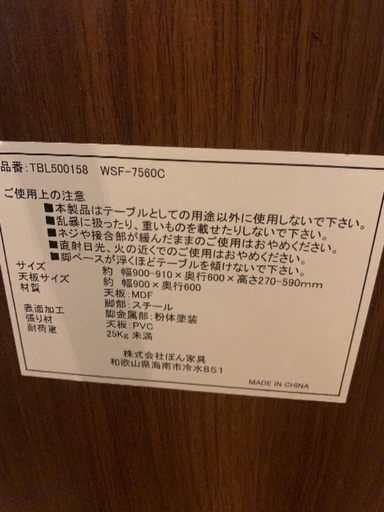 品番：TBL500158 WSF-7560C
ご使用上の注意
■本製品はテーブルとしての用途以外に使用しないで下さい。
■乱暴に扱ったり、重いものを載せたりしないで下さい。
■ネジや接合部が緩んだままのご使用はおやめください。
■直射日光、火の近くでのご使用はおやめください。
■脚ベースが浮くほどテーブルを傾けないで下さい。
サイズ 約 幅900-910×奥行600×高さ270-590mm
天板サイズ 約 幅900×奥行600
材質 天板：MDF
脚部：スチール
表面加工 脚金属部：粉体塗装
張り材 天板：PVC
耐荷重 25Kg未満
株式会社ぼん家具
和歌山県海南市冷水851
MADE IN CHINA